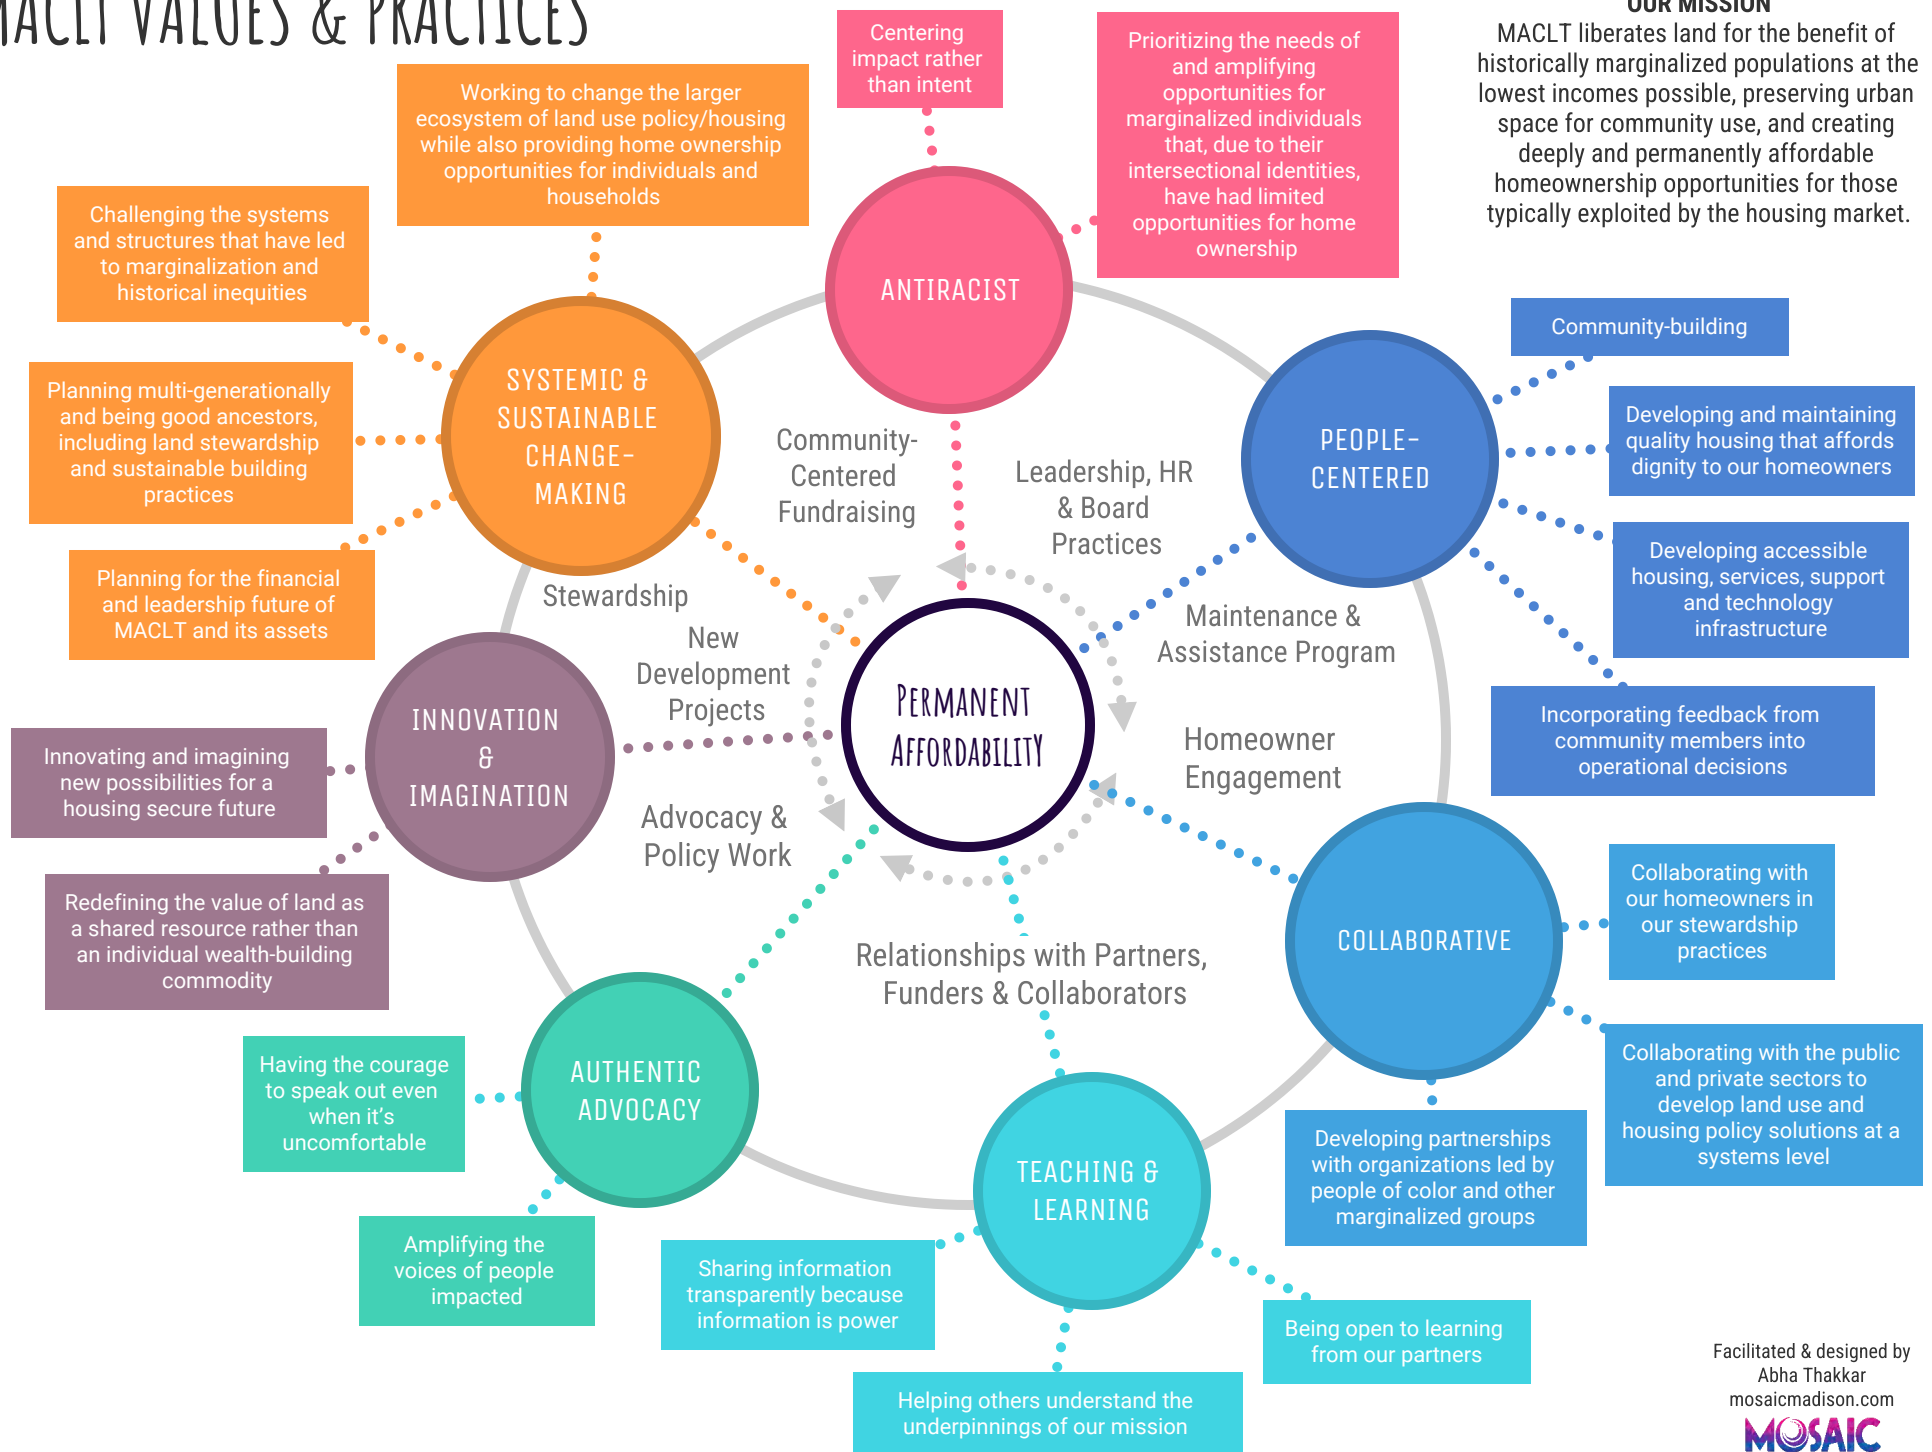 MACLT VALUES & PRACTICES
OUR MISSION
MACLT liberates land for the benefit of
historically marginalized populations at the
lowest incomes possible, preserving urban
space for community use, and creating
deeply and permanently affordable
homeownership opportunities for those
typically exploited by the housing market.
Centering
impact rather
than intent
Prioritizing the needs of
and amplifying
opportunities for
marginalized individuals
that, due to their
intersectional identities,
have had limited
opportunities for home
ownership
Working to change the larger
ecosystem of land use policy/housing
while also providing home ownership
opportunities for individuals and
households
Challenging the systems
and structures that have led
to marginalization and
historical inequities
Planning multi-generationally
and being good ancestors,
including land stewardship
and sustainable building
practices
Planning for the financial
and leadership future of
MACLT and its assets
SYSTEMIC &
SUSTAINABLE
CHANGE-
MAKING
ANTIRACIST
PEOPLE-
CENTERED
Community-building
Developing and maintaining
quality housing that affords
dignity to our homeowners
Developing accessible
housing, services, support
and technology
infrastructure
Incorporating feedback from
community members into
operational decisions
Community-
Centered
Fundraising
Leadership, HR
& Board
Practices
Stewardship
New
Development
Projects
Maintenance &
Assistance Program
PERMANENT
AFFORDABILITY
Homeowner
Engagement
Advocacy &
Policy Work
Relationships with Partners,
Funders & Collaborators
INNOVATION
&
IMAGINATION
Innovating and imagining
new possibilities for a
housing secure future
Redefining the value of land as
a shared resource rather than
an individual wealth-building
commodity
COLLABORATIVE
Collaborating with
our homeowners in
our stewardship
practices
Collaborating with the public
and private sectors to
develop land use and
housing policy solutions at a
systems level
Developing partnerships
with organizations led by
people of color and other
marginalized groups
AUTHENTIC
ADVOCACY
Having the courage
to speak out even
when it's
uncomfortable
Amplifying the
voices of people
impacted
TEACHING &
LEARNING
Sharing information
transparently because
information is power
Helping others understand the
underpinnings of our mission
Being open to learning
from our partners
Facilitated & designed by
Abha Thakkar
mosaicmadison.com
MOSAIC